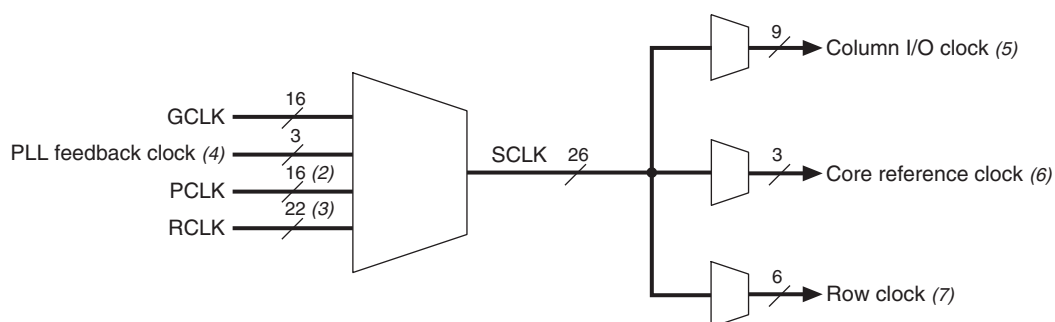 9
Column I/O clock (5)
16
GCLK
3
PLL feedback clock (4)
SCLK
26
3
16 (2)
PCLK
Core reference clock (6)
22 (3)
RCLK
6
Row clock (7)